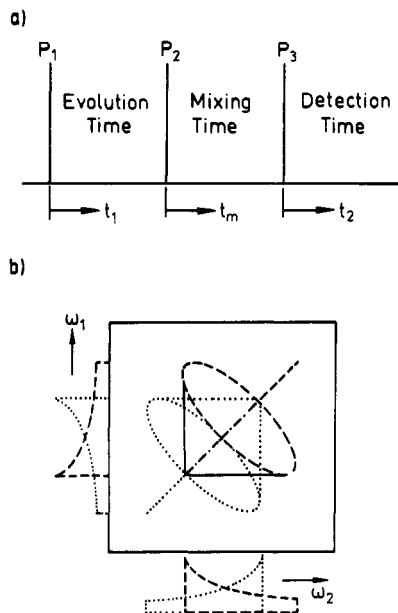 a)
P1 P2 P3
Evolution Mixing Detection
Time Time Time
t1 tm t2
b)
ω1
ω2